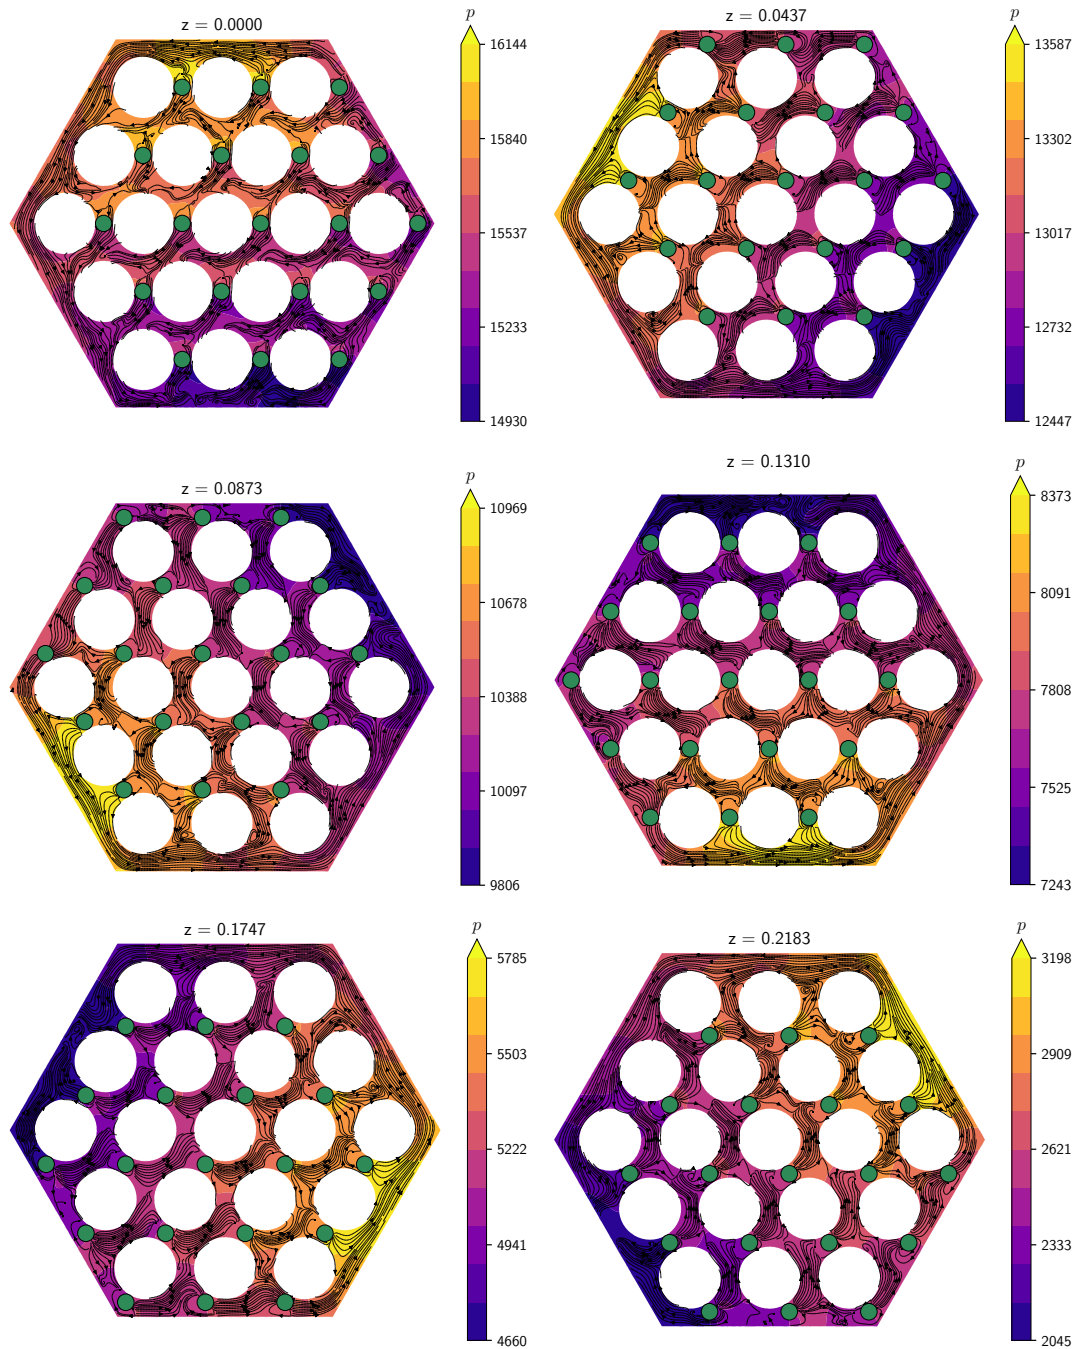 z = 0.0000
p
16144
15840
15537
15233
14930
z = 0.0437
p
13587
13302
13017
12732
12447
z = 0.0873
p
10969
10678
10388
10097
9806
z = 0.1310
p
8373
8091
7808
7525
7243
z = 0.1747
p
5785
5503
5222
4941
4660
z = 0.2183
p
3198
2909
2621
2333
2045